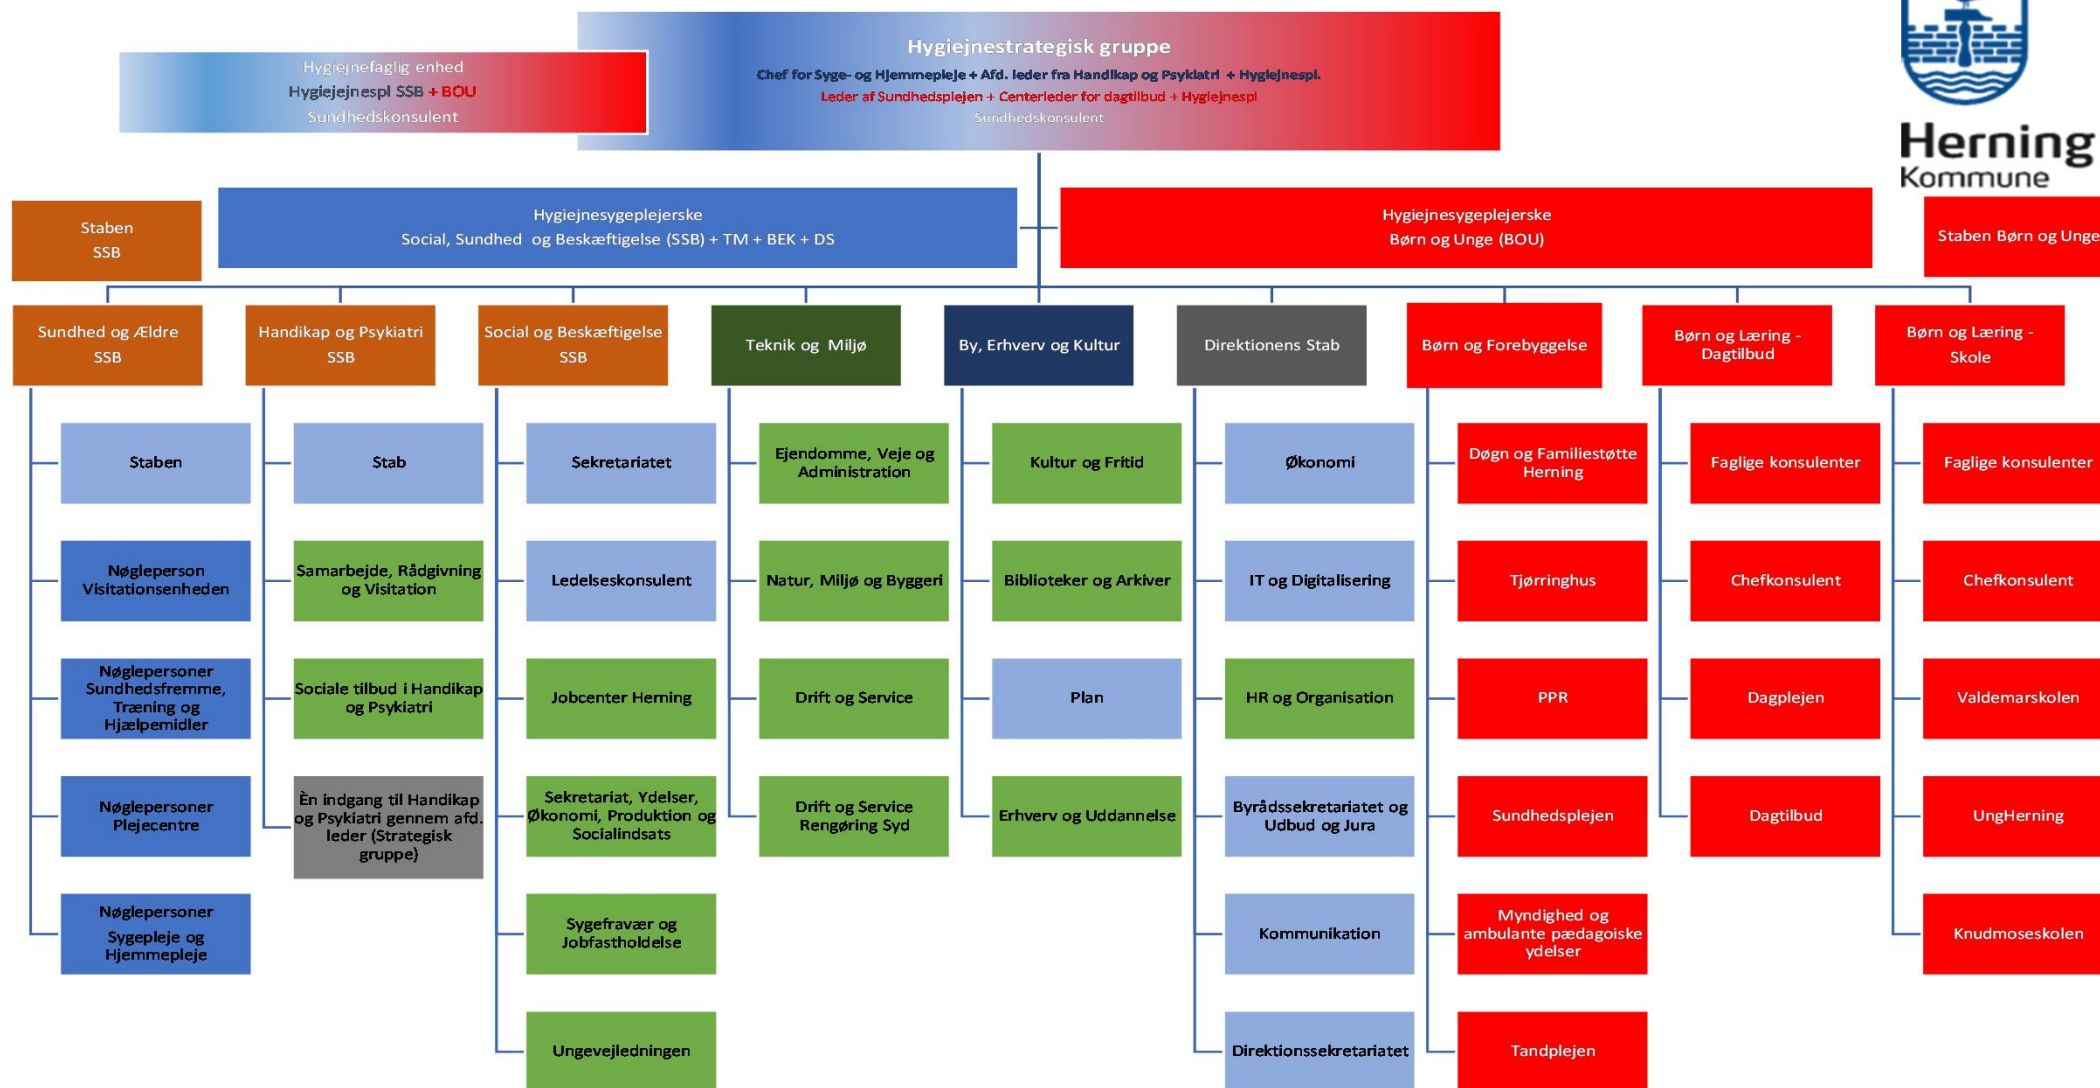 Hygiejnestrategisk gruppe
Chef for Syge- og Hjemmepleje + Afd. leder fra Handikap og Psykiatri + Hygiejnespl.
Leder af Sundhedsplejen + Centerleder for dagtilbud + Hygiejnespl
Sundhedskonsulent
Hygiejnefaglig enhed
Hygiejejnespl SSB + BOU
Sundhedskonsulent
Herning
Kommune
Staben
SSB
Hygiejnesygeplejerske
Social, Sundhed og Beskæftigelse (SSB) + TM + BEK + DS
Hygiejnesygeplejerske
Børn og Unge (BOU)
Staben Børn og Unge
Sundhed og Ældre
SSB
Handikap og Psykiatri
SSB
Social og Beskæftigelse
SSB
Teknik og Miljø
By, Erhverv og Kultur
Direktionens Stab
Børn og Forebyggelse
Børn og Læring -
Dagtilbud
Børn og Læring -
Skole
Staben
Nøgleperson
Visitationsenheden
Nøglepersoner
Sundhedsfremme,
Træning og
Hjælpemidler
Nøglepersoner
Plejecentre
Nøglepersoner
Sygepleje og
Hjemmepleje
Stab
Samarbejde, Rådgivning
og Visitation
Sociale tilbud i Handikap
og Psykiatri
Èn indgang til Handikap
og Psykiatri gennem afd.
leder (Strategisk
gruppe)
Sekretariatet
Ledelseskonsulent
Jobcenter Herning
Sekretariat, Ydelser,
Økonomi, Produktion og
Socialindsats
Sygefravær og
Jobfastholdelse
Ungevejledningen
Ejendomme, Veje og
Administration
Natur, Miljø og Byggeri
Drift og Service
Drift og Service
Rengøring Syd
Kultur og Fritid
Biblioteker og Arkiver
Plan
Erhverv og Uddannelse
Økonomi
IT og Digitalisering
HR og Organisation
Byrådssekretariatet og
Udbud og Jura
Kommunikation
Direktionssekretariatet
Døgn og Familiestøtte
Herning
Tjørringhus
PPR
Sundhedsplejen
Myndighed og
ambulante pædagoiske
ydelser
Tandplejen
Faglige konsulenter
Chefkonsulent
Dagplejen
Dagtilbud
Faglige konsulenter
Chefkonsulent
Valdemarskolen
UngHerning
Knudmoseskolen